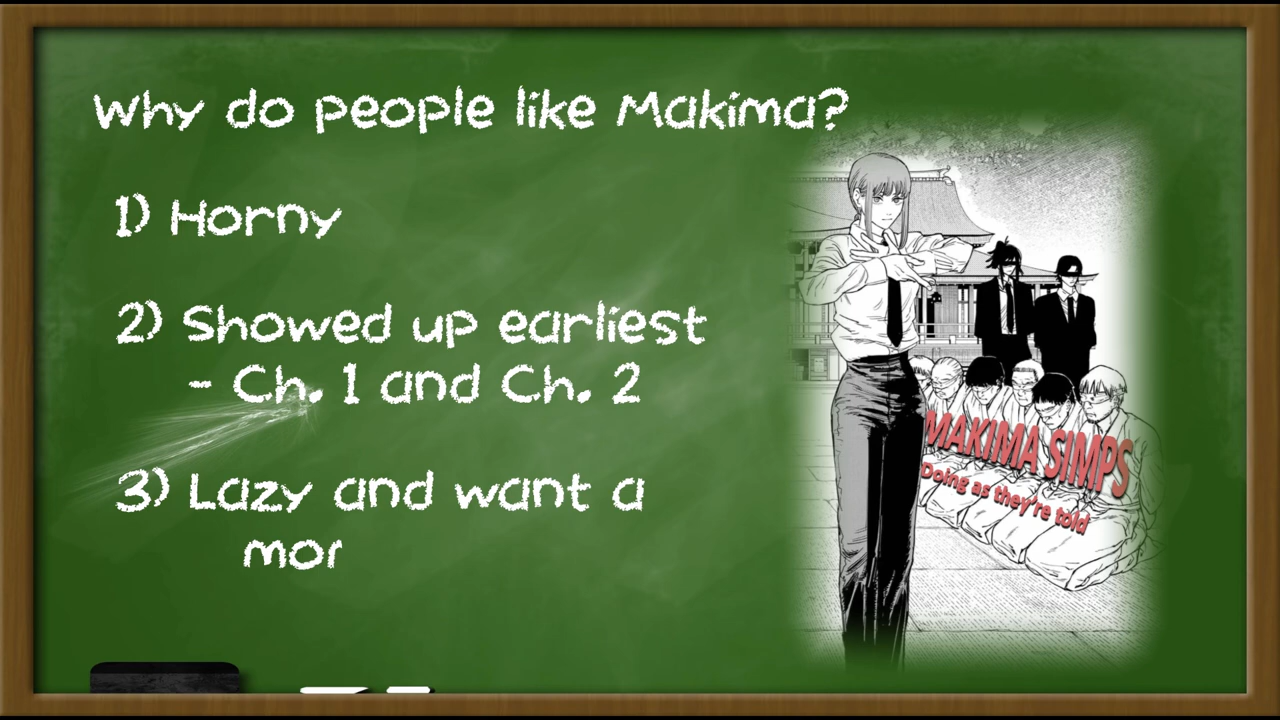 Why do people like Makima?
1) Horny
2) Showed up earliest
- Ch. 1 and Ch. 2
3) Lazy and want a
mor
MAKIMA SIMPS
Doing as they're told